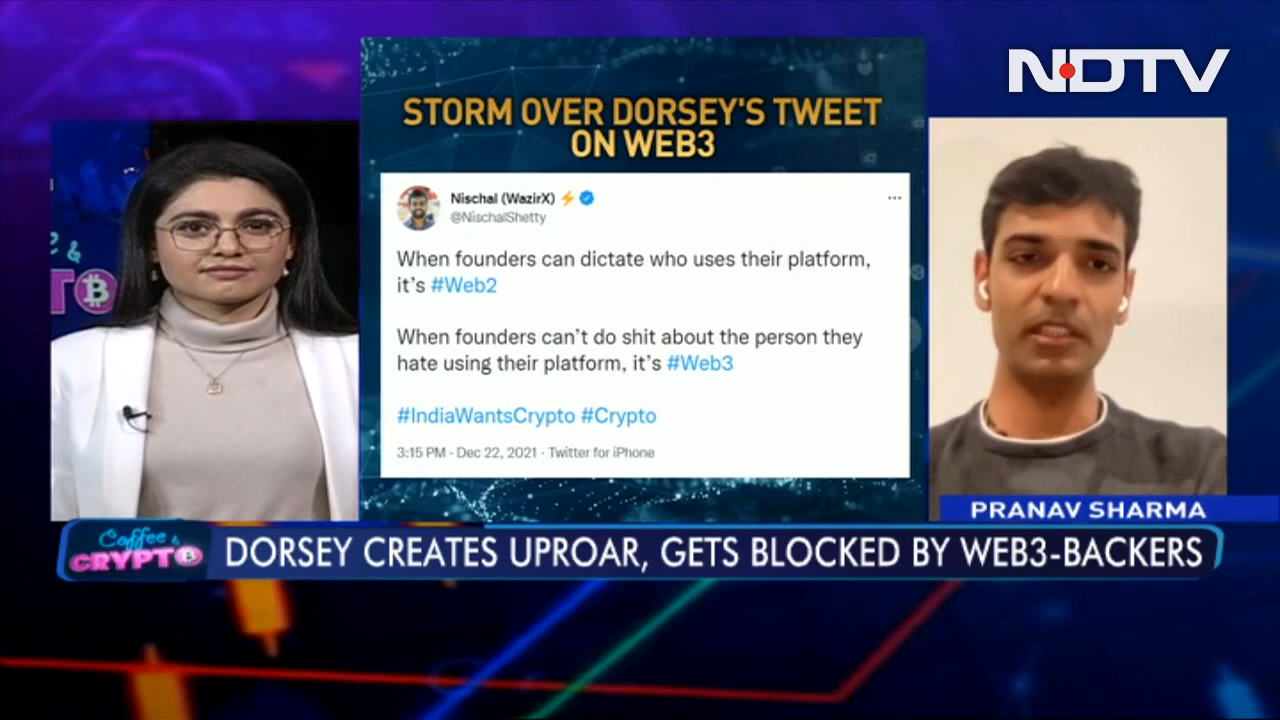 NDTV
STORM OVER DORSEY'S TWEET
ON WEB3
Nischal (WazirX)
@NischalShetty
When founders can dictate who uses their platform,
it's #Web2
When founders can't do shit about the person they
hate using their platform, it's #Web3
#IndiaWantsCrypto #Crypto
3:15 PM · Dec 22, 2021 · Twitter for iPhone
PRANAV SHARMA
Coffee &
CRYPTO
DORSEY CREATES UPROAR, GETS BLOCKED BY WEB3-BACKERS